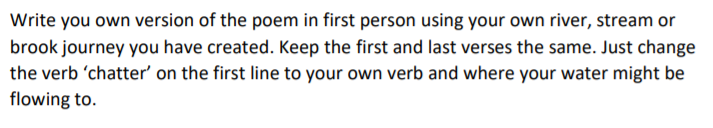 Write you own version of the poem in first person using your own river, stream or
brook journey you have created. Keep the first and last verses the same. Just change
the verb ‘chatter’ on the first line to your own verb and where your water might be
flowing to.